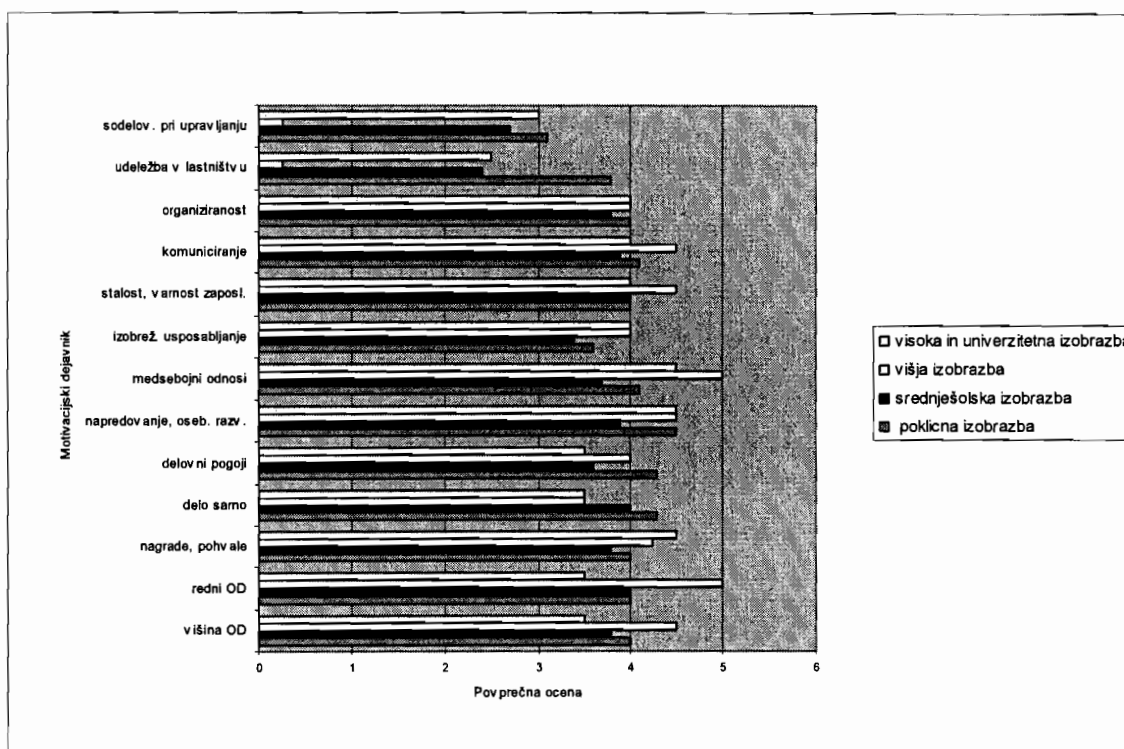 sodelov. pri upravljanju
udeležba v lastništvu
organiziranost
komuniciranje
stalost, varnost zaposl.
izobrež. usposabljanje
medsebojni odnosi
napredovanje, oseb. razv.
delovni pogoji
delo samo
nagrade, pohvale
redni OD
višina OD
Motivacijski dejavnik
0 1 2 3 4 5 6
Povprečna ocena
visoka in univerzitetna izobrazba
višja izobrazba
srednješolska izobrazba
poklicna izobrazba